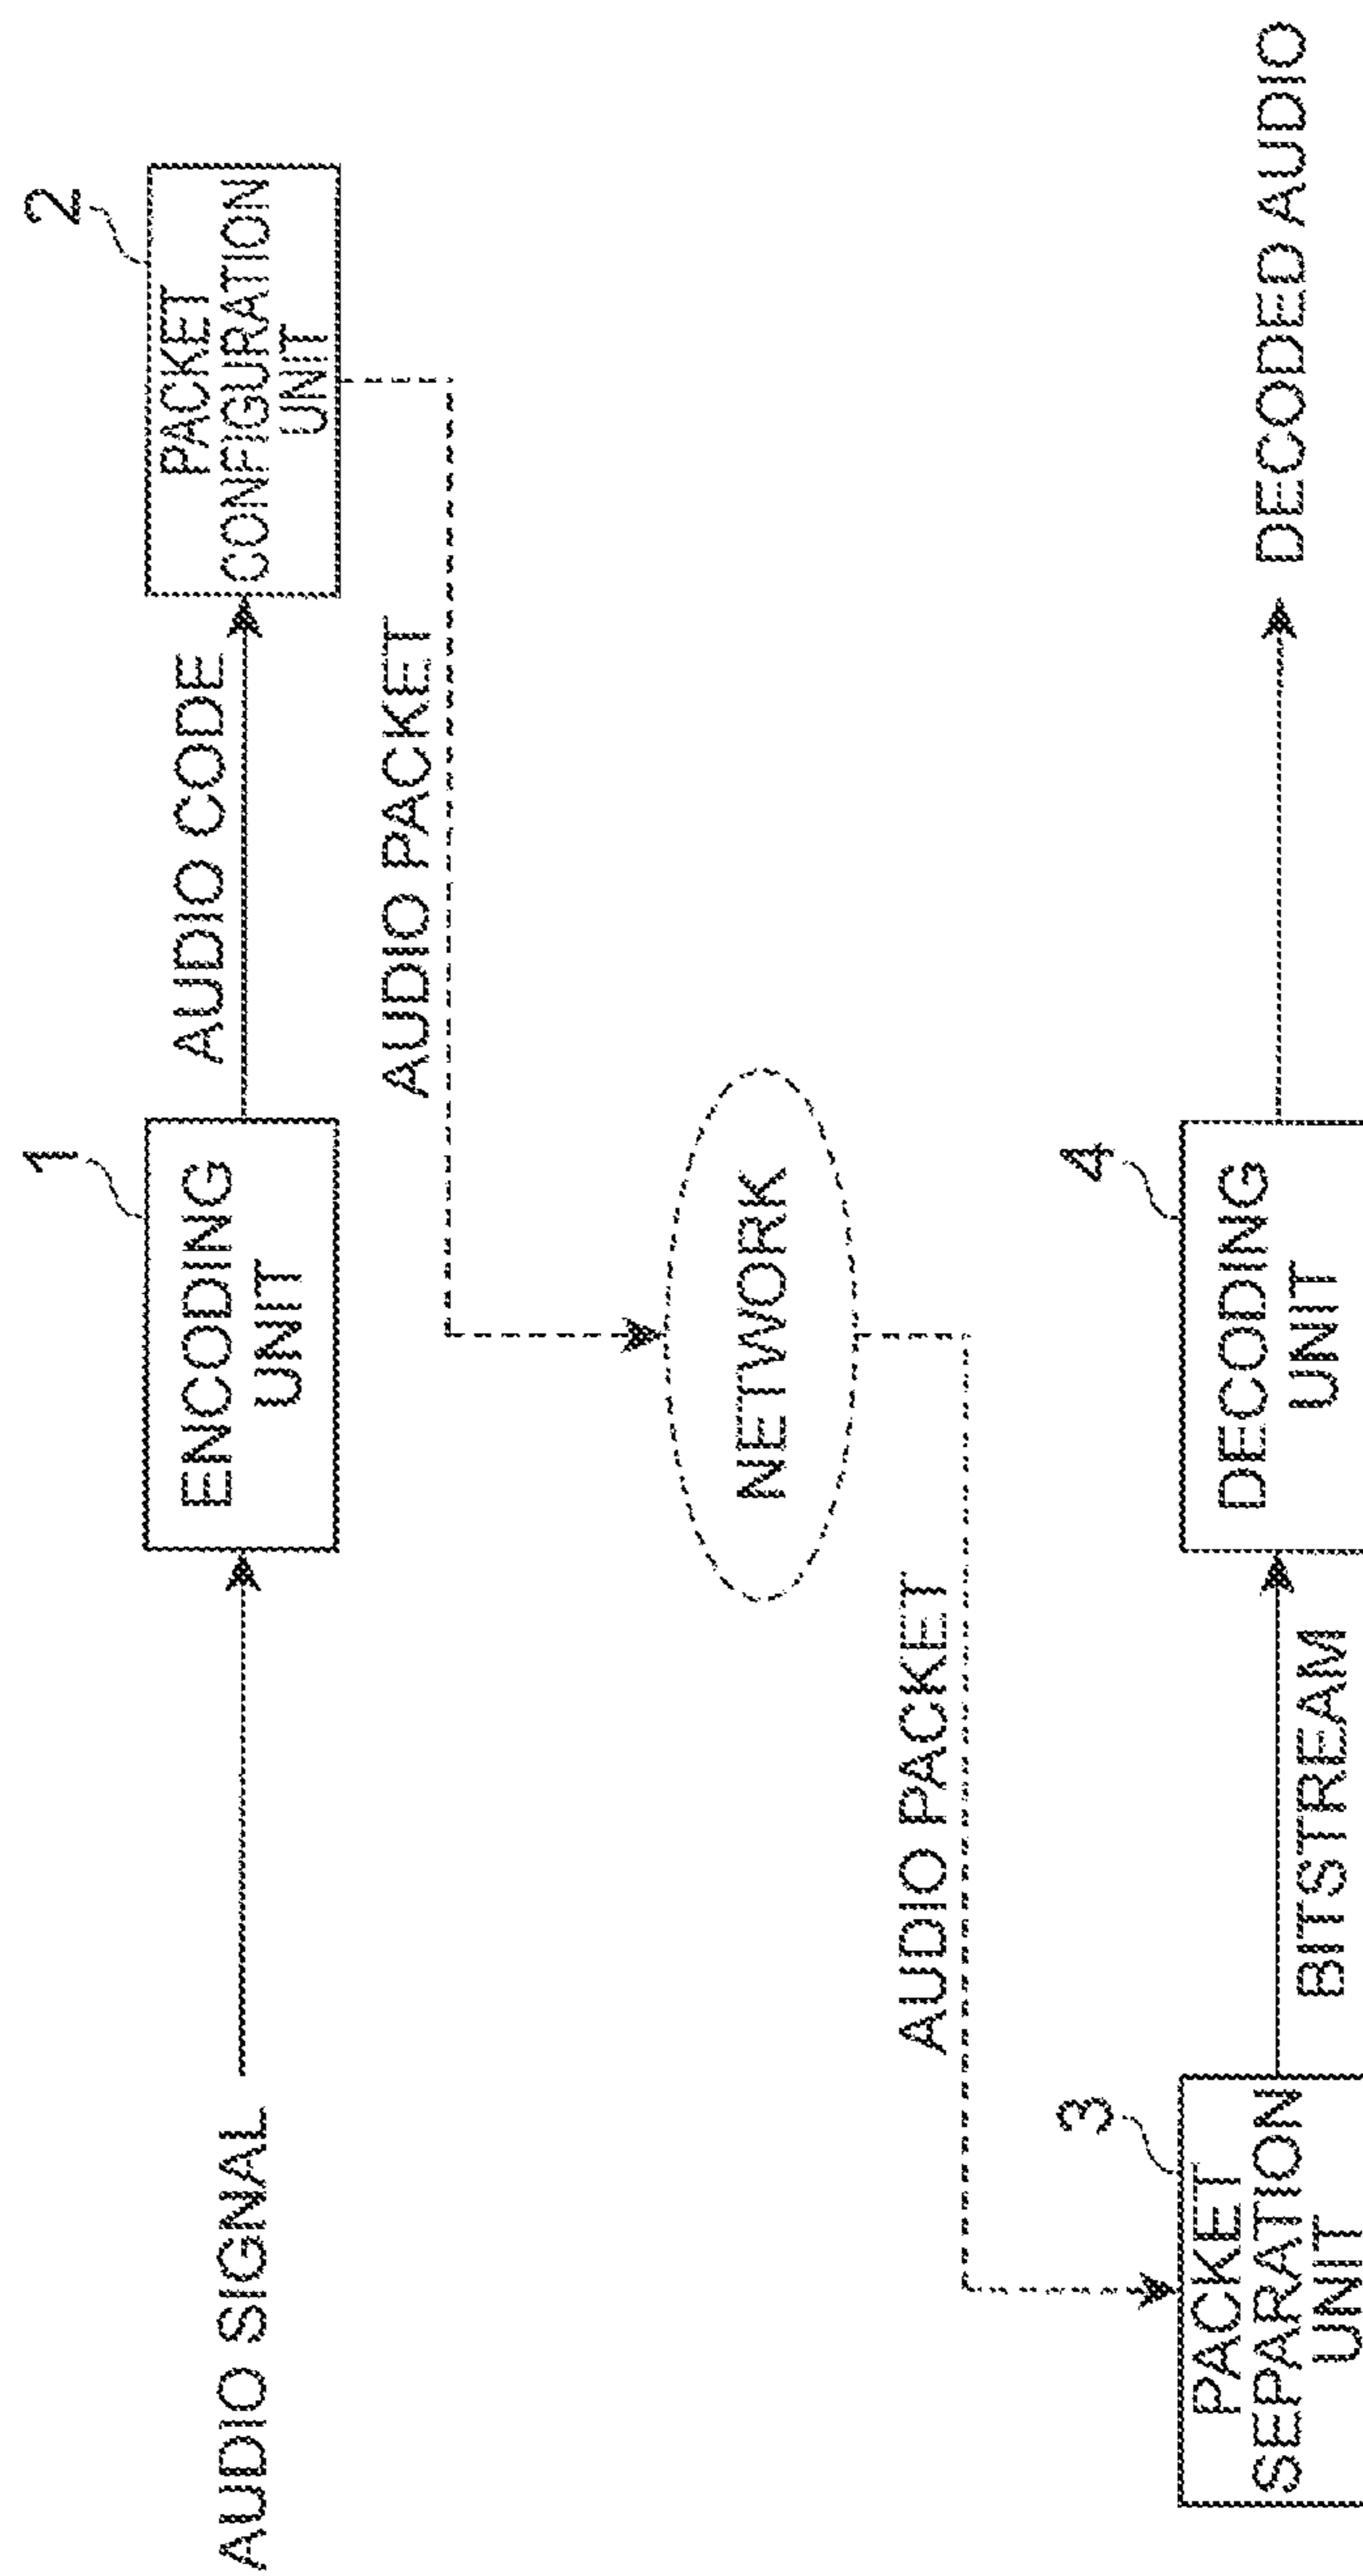 AUDIO SIGNAL
1
ENCODING
UNIT
AUDIO CODE
2
PACKET
CONFIGURATION
UNIT
AUDIO PACKET
NETWORK
AUDIO PACKET
3
PACKET
SEPARATION
UNIT
BITSTREAM
4
DECODING
UNIT
DECODED AUDIO